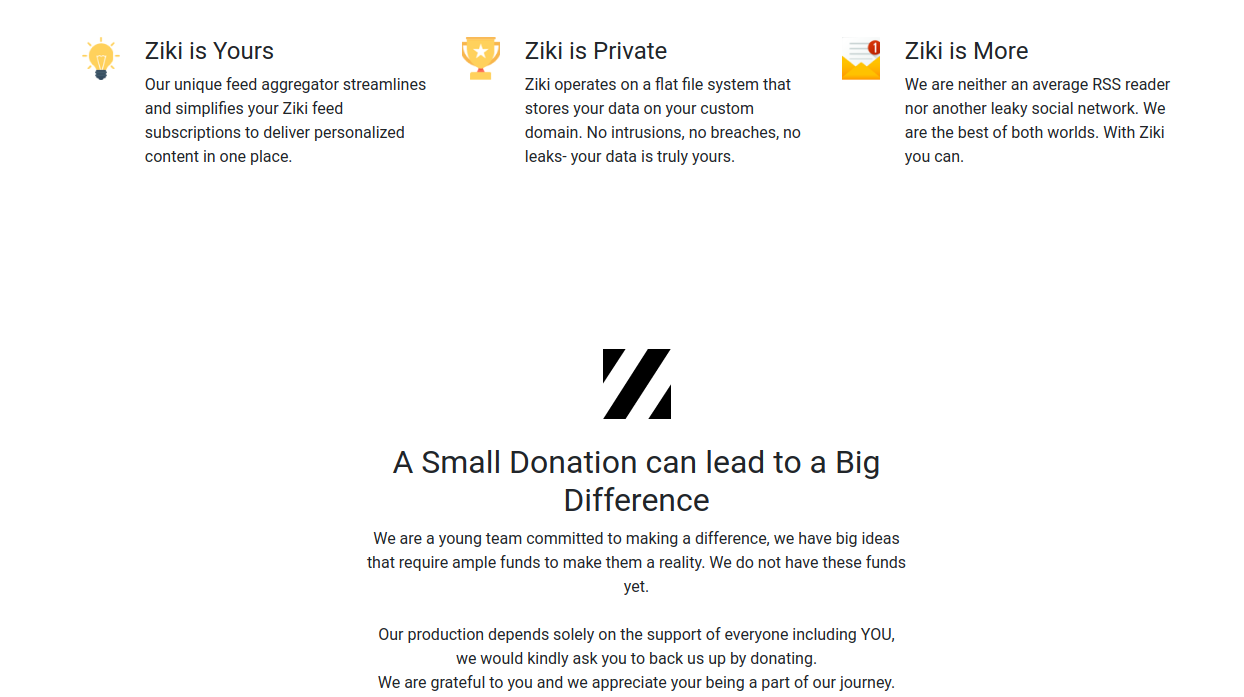 Ziki is Yours
Our unique feed aggregator streamlines
and simplifies your Ziki feed
subscriptions to deliver personalized
content in one place.
Ziki is Private
Ziki operates on a flat file system that
stores your data on your custom
domain. No intrusions, no breaches, no
leaks- your data is truly yours.
1
Ziki is More
We are neither an average RSS reader
nor another leaky social network. We
are the best of both worlds. With Ziki
you can.
A Small Donation can lead to a Big
Difference
We are a young team committed to making a difference, we have big ideas
that require ample funds to make them a reality. We do not have these funds
yet.
Our production depends solely on the support of everyone including YOU,
we would kindly ask you to back us up by donating.
We are grateful to you and we appreciate your being a part of our journey.